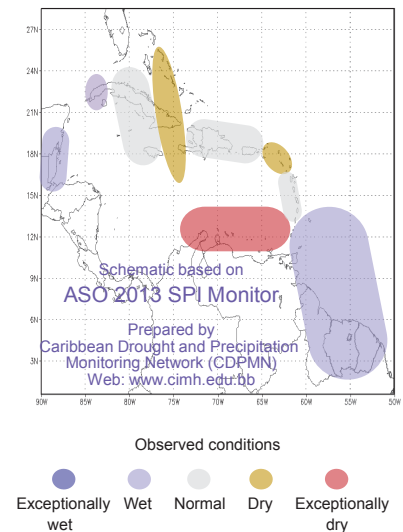 27N
24N
21N
18N
15N
12N
9N
6N
3N
Schematic based on
ASO 2013 SPI Monitor
Prepared by
Caribbean Drought and Precipitation
Monitoring Network (CDPMN)
Web: www.cimh.edu.bb
90W 85W 80W 75W 70W 65W 60W 55W 50W
Observed conditions
Exceptionally wet
Wet
Normal
Dry
Exceptionally dry